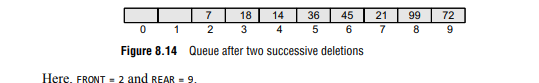 7 18 14 36 45 21 99 72
0 1 2 3 4 5 6 7 8 9
Figure 8.14 Queue after two successive deletions
Here, FRONT = 2 and REAR = 9.